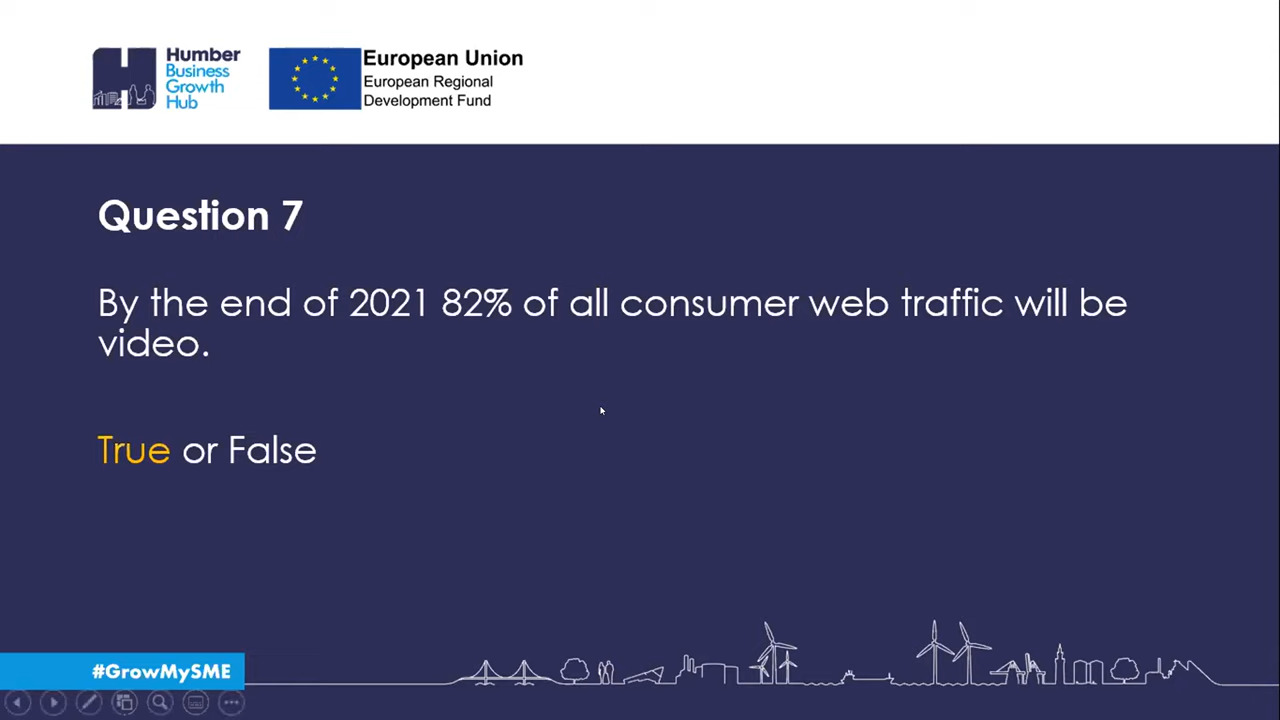 Humber
Business
Growth
Hub
European Union
European Regional
Development Fund
Question 7
By the end of 2021 82% of all consumer web traffic will be
video.
True or False
#GrowMySME